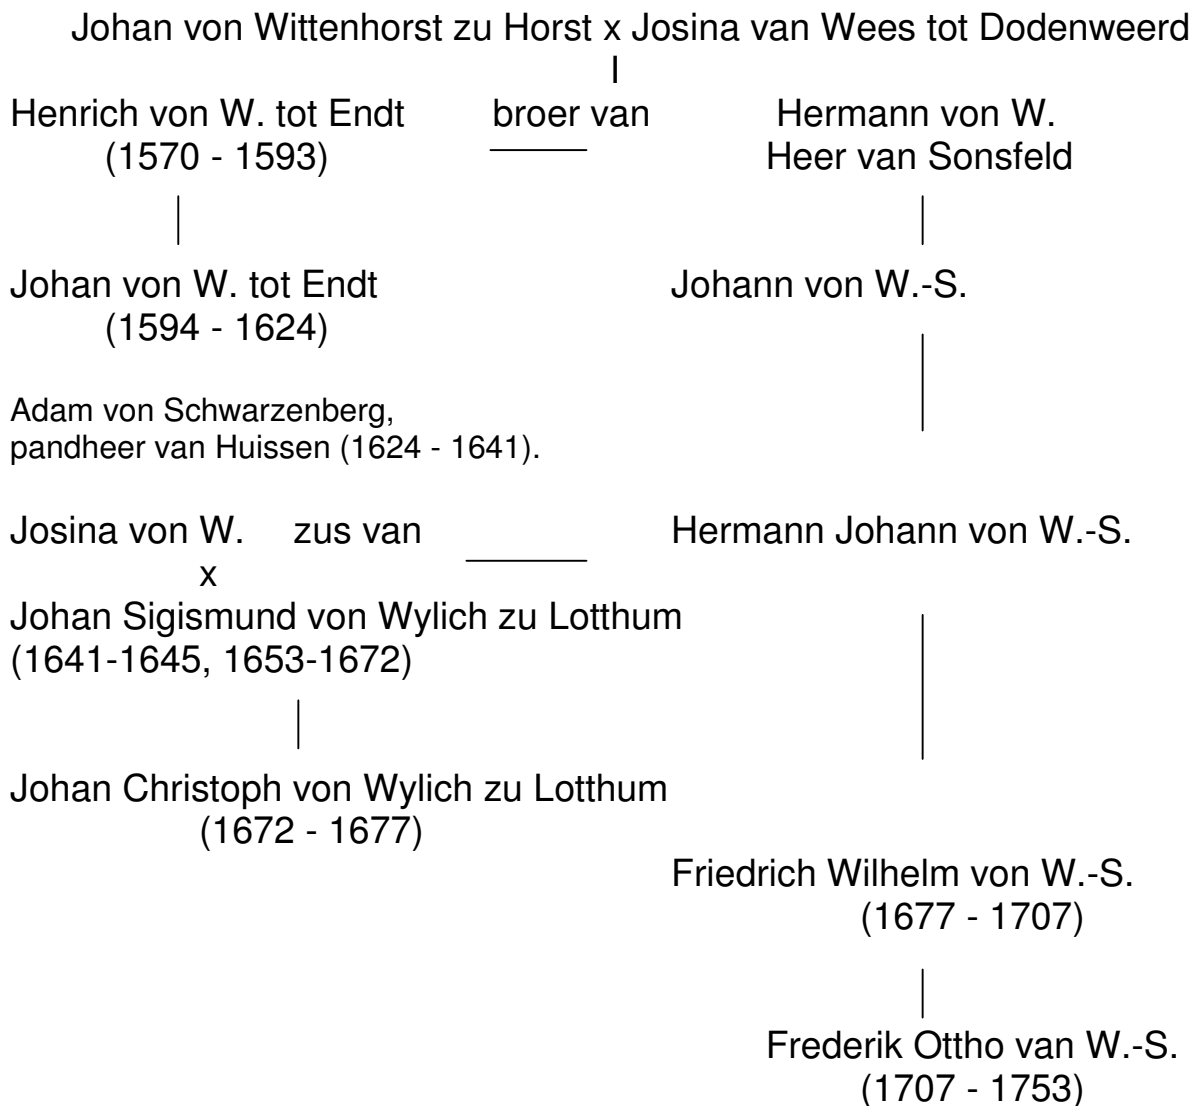 Johan von Wittenhorst zu Horst x Josina van Wees tot Dodenweerd
Henrich von W. tot Endt broer van Hermann von W.
(1570 - 1593) Heer van Sonsfeld
Johan von W. tot Endt Johann von W.-S.
(1594 - 1624)
Adam von Schwarzenberg,
pandheer van Huissen (1624 - 1641).
Josina von W. zus van Hermann Johann von W.-S.
x
Johan Sigismund von Wylich zu Lotthum
(1641-1645, 1653-1672)
Johan Christoph von Wylich zu Lotthum
(1672 - 1677)
Friedrich Wilhelm von W.-S.
(1677 - 1707)
Frederik Ottho van W.-S.
(1707 - 1753)